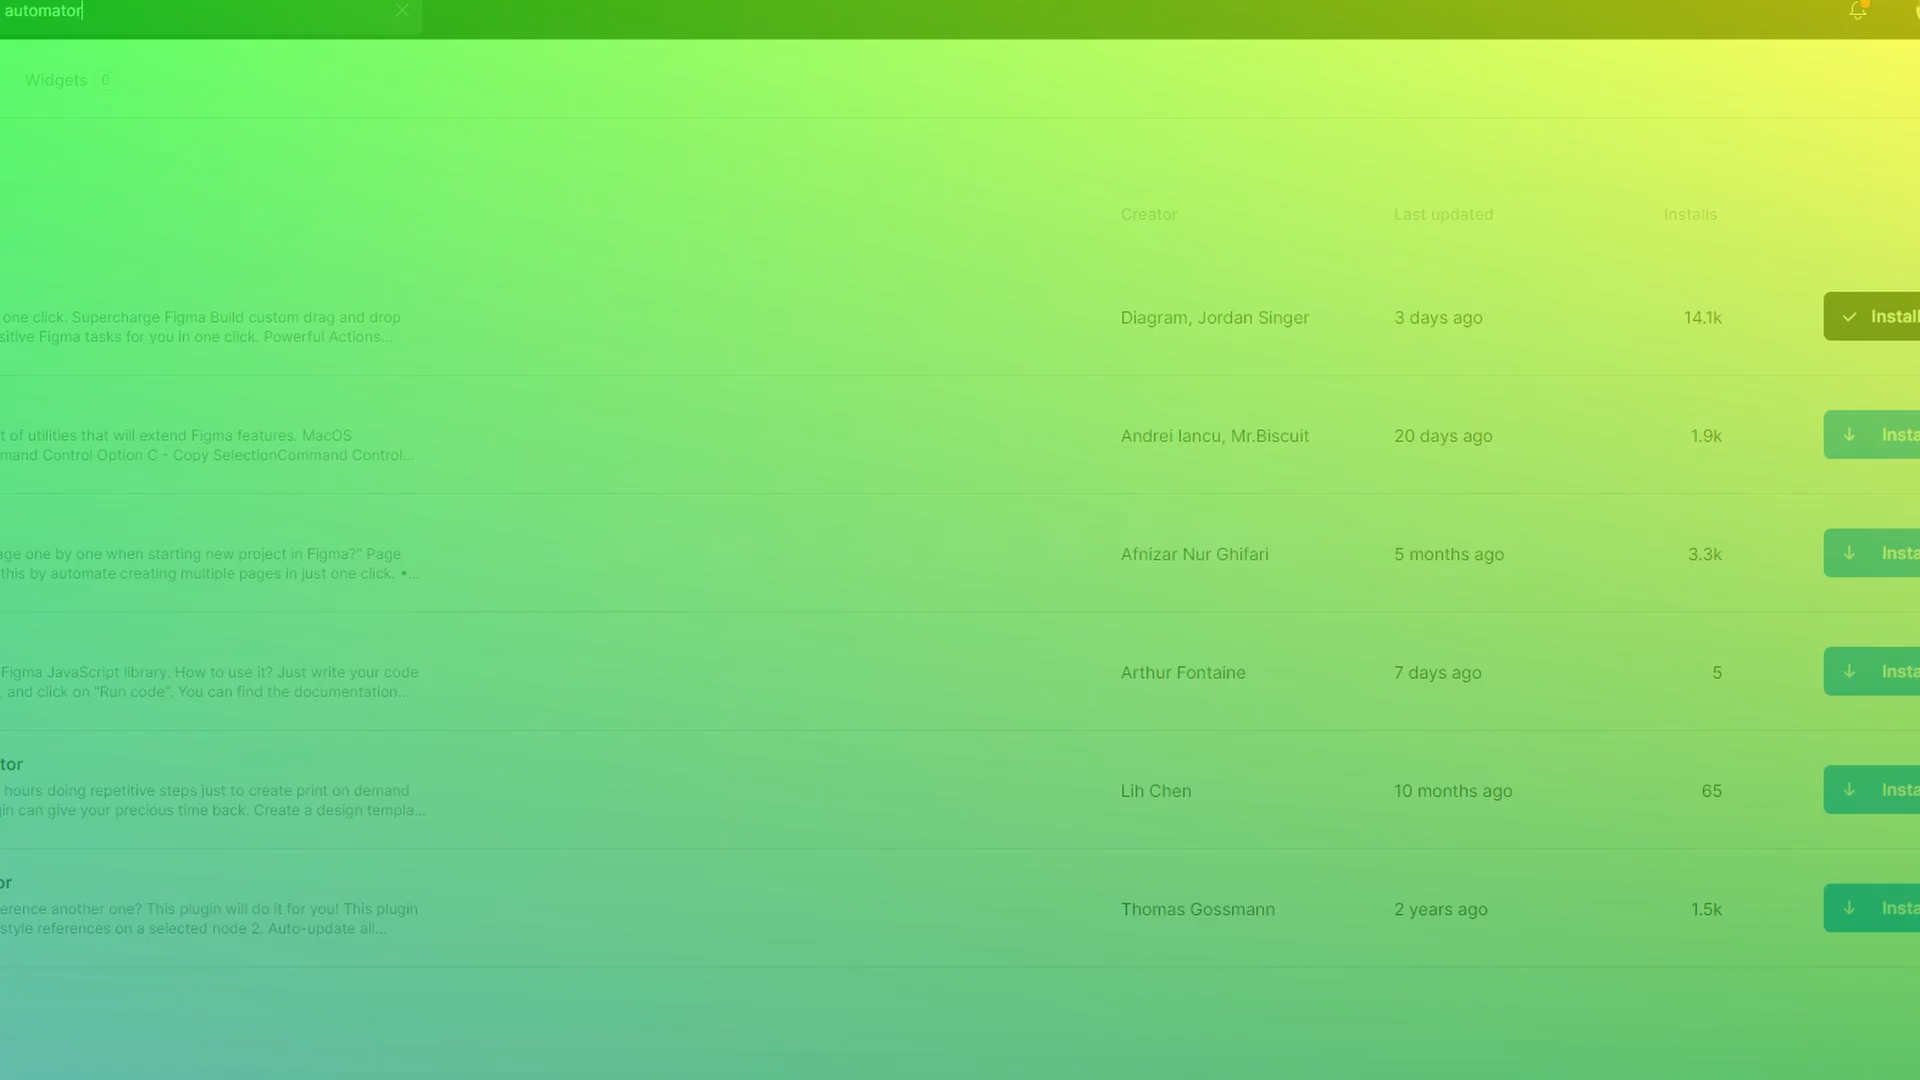 automator
Widgets 0
Creator Last updated Installs
one click. Supercharge Figma Build custom drag and drop
sitive Figma tasks for you in one click. Powerful Actions...
Diagram, Jordan Singer 3 days ago 14.1k Install
t of utilities that will extend Figma features. MacOS
mand Control Option C - Copy SelectionCommand Control...
Andrei Iancu, Mr.Biscuit 20 days ago 1.9k Insta
age one by one when starting new project in Figma?" Page
this by automate creating multiple pages in just one click. •...
Afnizar Nur Ghifari 5 months ago 3.3k Insta
Figma JavaScript library. How to use it? Just write your code
, and click on "Run code". You can find the documentation...
Arthur Fontaine 7 days ago 5 Insta
tor
hours doing repetitive steps just to create print on demand
gin can give your precious time back. Create a design templa...
Lih Chen 10 months ago 65 Insta
or
erence another one? This plugin will do it for you! This plugin
style references on a selected node 2. Auto-update all...
Thomas Gossmann 2 years ago 1.5k Insta